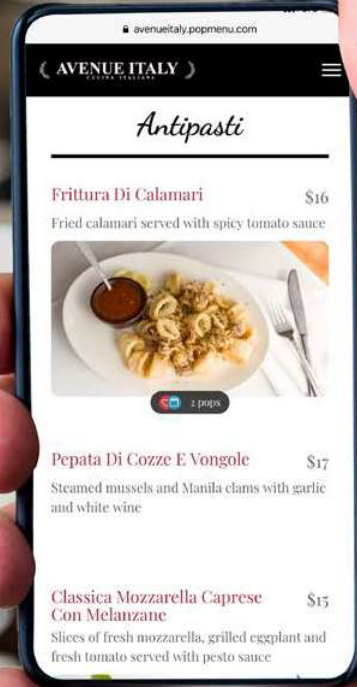 avenueitaly.popmenu.com
AVENUE ITALY
CUCINA ITALIANA
Antipasti
Frittura Di Calamari $16
Fried calamari served with spicy tomato sauce
2 pops
Pepata Di Cozze E Vongole $17
Steamed mussels and Manila clams with garlic
and white wine
Classica Mozzarella Caprese $15
Con Melanzane
Slices of fresh mozzarella, grilled eggplant and
fresh tomato served with pesto sauce